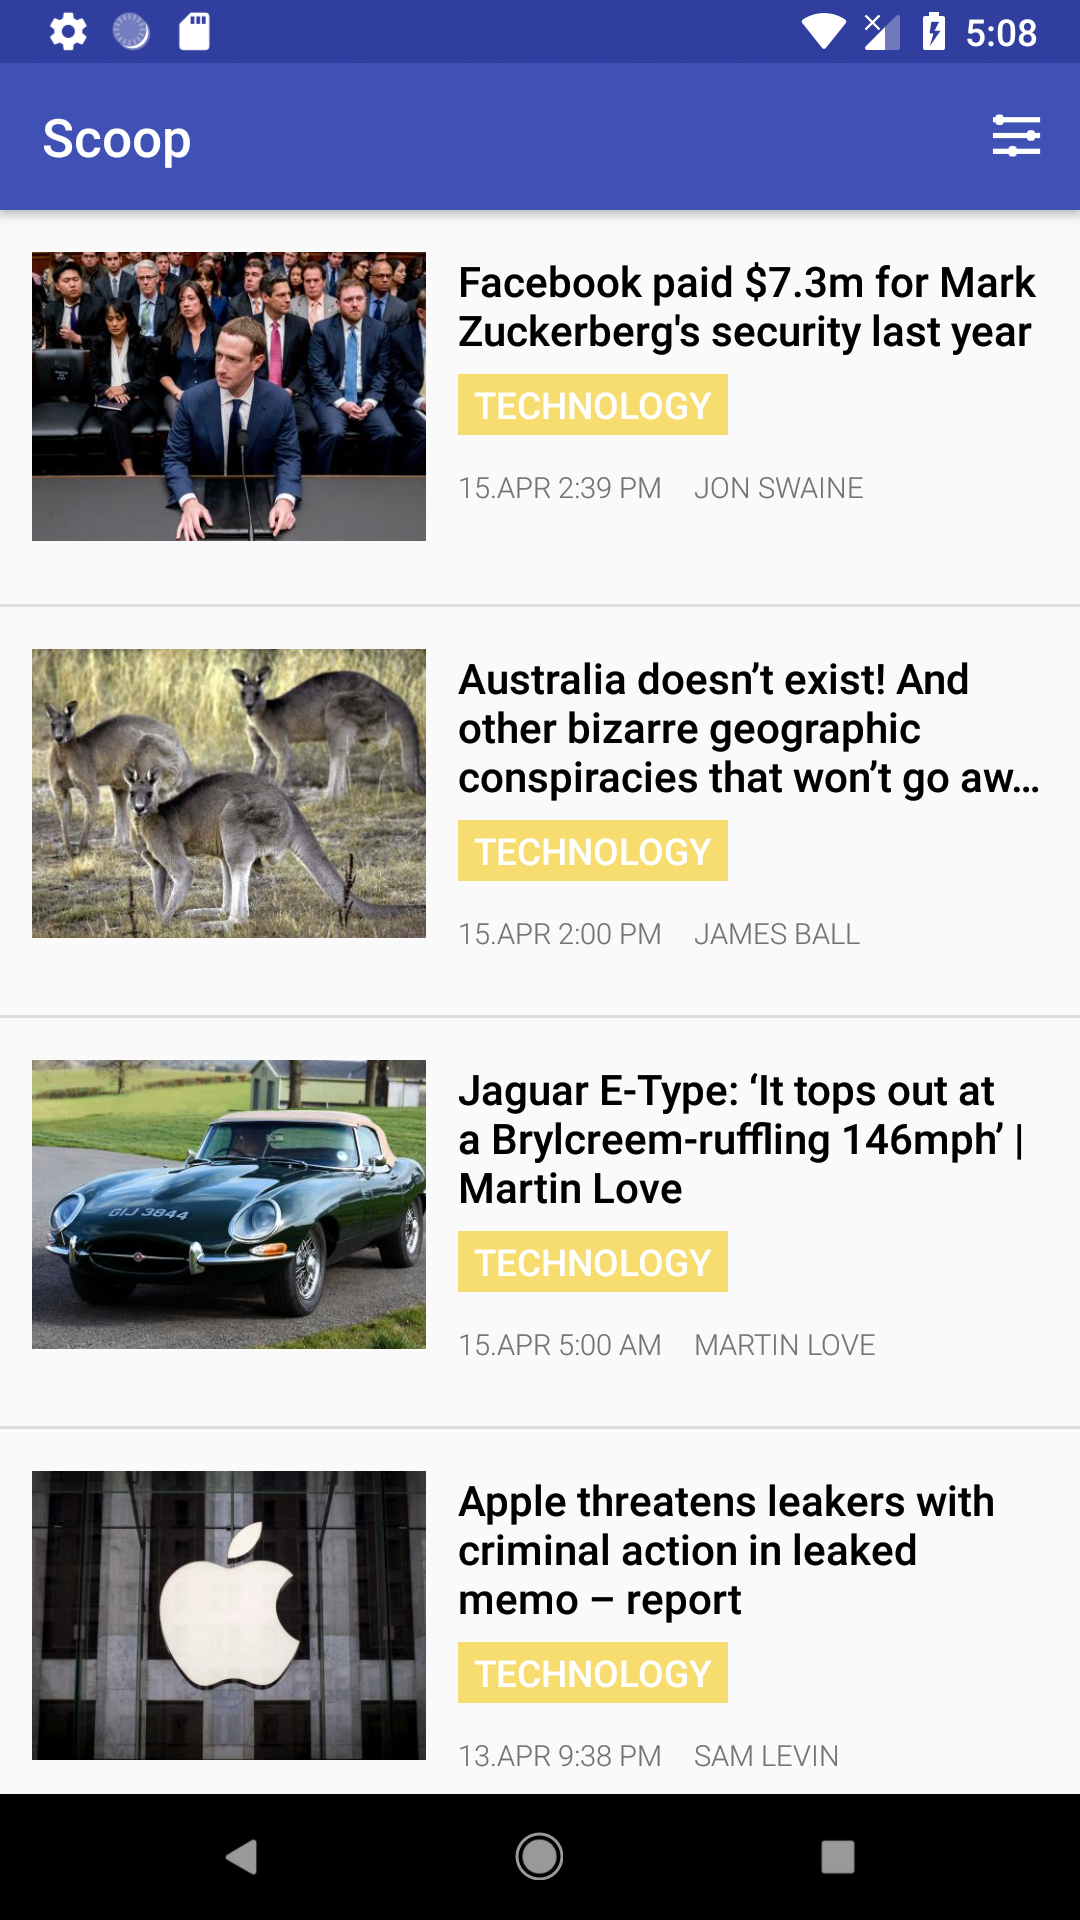 5:08
Scoop
Facebook paid $7.3m for Mark
Zuckerberg's security last year
TECHNOLOGY
15.APR 2:39 PM JON SWAINE
Australia doesn’t exist! And
other bizarre geographic
conspiracies that won’t go aw…
TECHNOLOGY
15.APR 2:00 PM JAMES BALL
GIJ 3844
Jaguar E-Type: ‘It tops out at
a Brylcreem-ruffling 146mph’ |
Martin Love
TECHNOLOGY
15.APR 5:00 AM MARTIN LOVE
Apple threatens leakers with
criminal action in leaked
memo – report
TECHNOLOGY
13.APR 9:38 PM SAM LEVIN